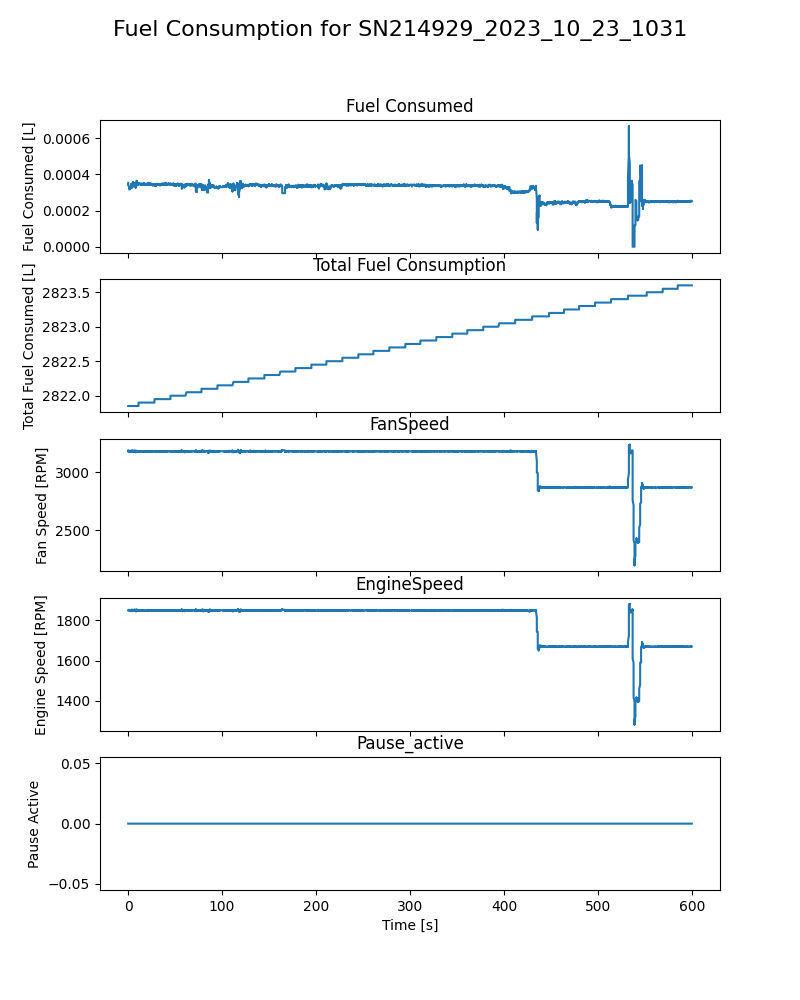 Fuel Consumption for SN214929_2023_10_23_1031
Fuel Consumed
Fuel Consumed [L]
0.0006
0.0004
0.0002
0.0000
Total Fuel Consumption
Total Fuel Consumed [L]
2823.5
2823.0
2822.5
2822.0
FanSpeed
Fan Speed [RPM]
3000
2500
EngineSpeed
Engine Speed [RPM]
1800
1600
1400
Pause_active
Pause Active
0.05
0.00
−0.05
0 100 200 300 400 500 600
Time [s]